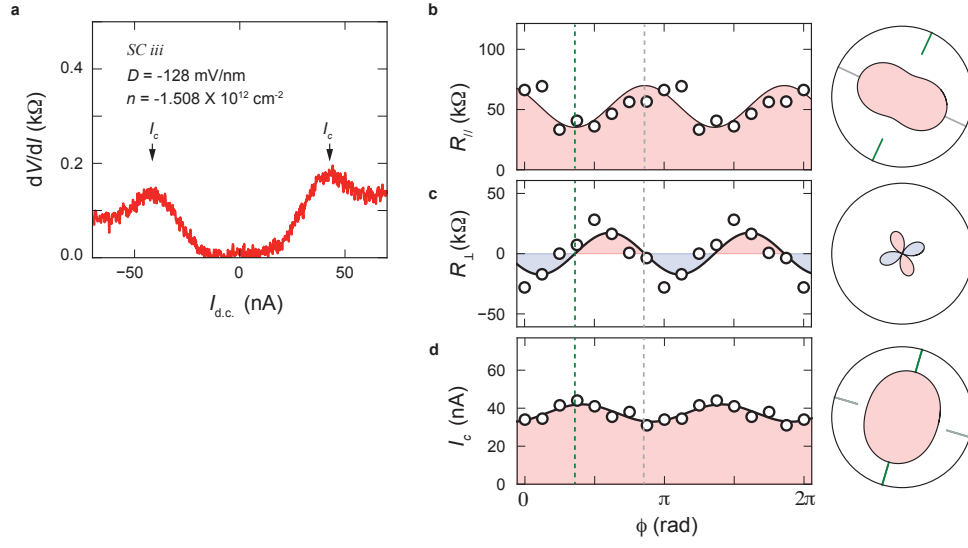 a
SC iii
D = -128 mV/nm
n = -1.508 X 10¹² cm⁻²
I_c
I_c
dV/dI (kΩ)
0.4
0.2
0.0
−50
0
50
I_d.c. (nA)
b
R_// (kΩ)
100
50
0
c
R_⊥ (kΩ)
50
0
−50
d
I_c (nA)
60
40
20
0
0
π
2π
ϕ (rad)